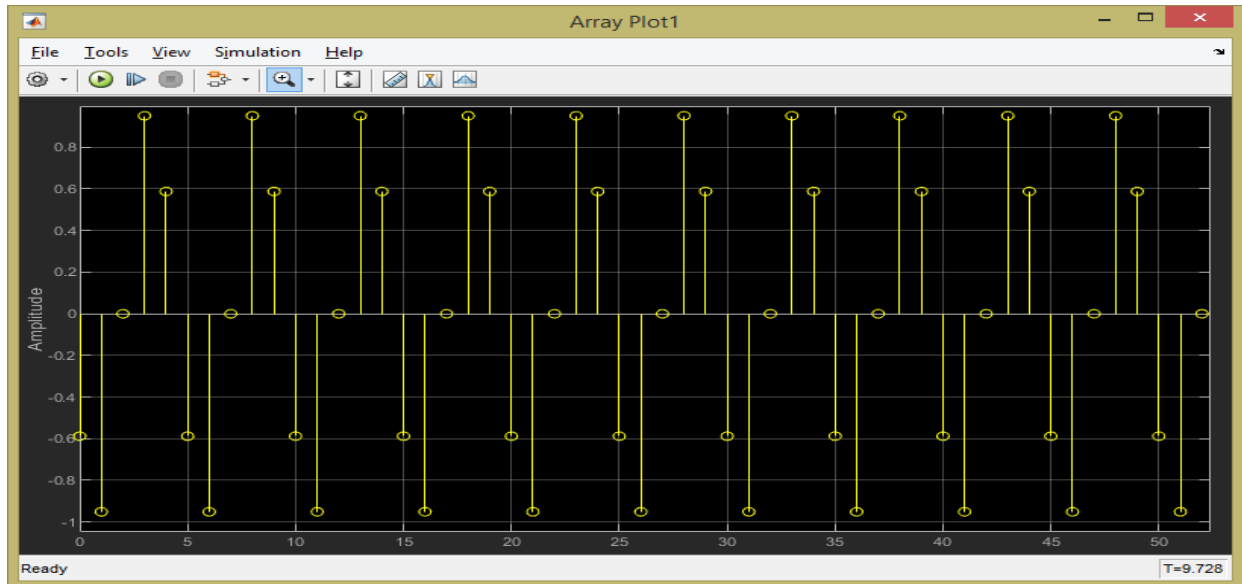 Array Plot1
File Tools View Simulation Help
Amplitude
0.8
0.6
0.4
0.2
0
-0.2
-0.4
-0.6
-0.8
-1
0 5 10 15 20 25 30 35 40 45 50
Ready T=9.728